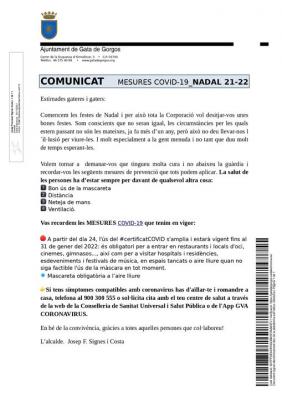 Ajuntament de Gata de Gorgos
COMUNICAT MESURES COVID-19_NADAL 21-22
Estimades gateres i gaters:
Comencem les festes de Nadal i per això tota la Corporació vol desitjar-vos unes
bones festes. Som conscients que no seran igual, les circumstàncies per les quals
estem passant no són les mateixes, ja fa més d'un any, però això no deu llevar-nos l
il·lusió per viure-les. I molt especialment a la gent menuda i no tant que duu molt
de temps esperant-les.
Volem tornar a demanar-vos que tingueu molta cura i no abaixeu la guàrdia i
recordar-vos les següents mesures de prevenció que tots podem aplicar. La salut de
les persones ha d'estar sempre per davant de qualsevol altra cosa:
1 Bon ús de la mascareta
2 Distància
3 Neteja de mans
4 Ventilació.
Vos recordem les MESURES COVID-19 que tenim en vigor:
A partir del dia 24, l'ús del #certificatCOVID s'amplia i estarà vigent fins al
31 de gener del 2022: és obligatori per a entrar en restaurants i locals d'oci,
cinemes, gimnasos..., així com per a visitar hospitals i residències,
esdeveniments i festivals de música, en espais tancats o aire lliure quan no
siga factible l'ús de la màscara en tot moment.
Mascareta obligatòria a l'aire lliure
Si tens símptomes compatibles amb coronavirus has d'aïllar-te i romandre a
casa, telefona al 900 300 555 o sol·licita cita amb el teu centre de salut a través
de la web de la Conselleria de Sanitat Universal i Salut Pública o de l'App GVA
CORONAVIRUS.
En bé de la convivència, gràcies a totes aquelles persones que col·laboreu!
L'alcalde. Josep F. Signes i Costa